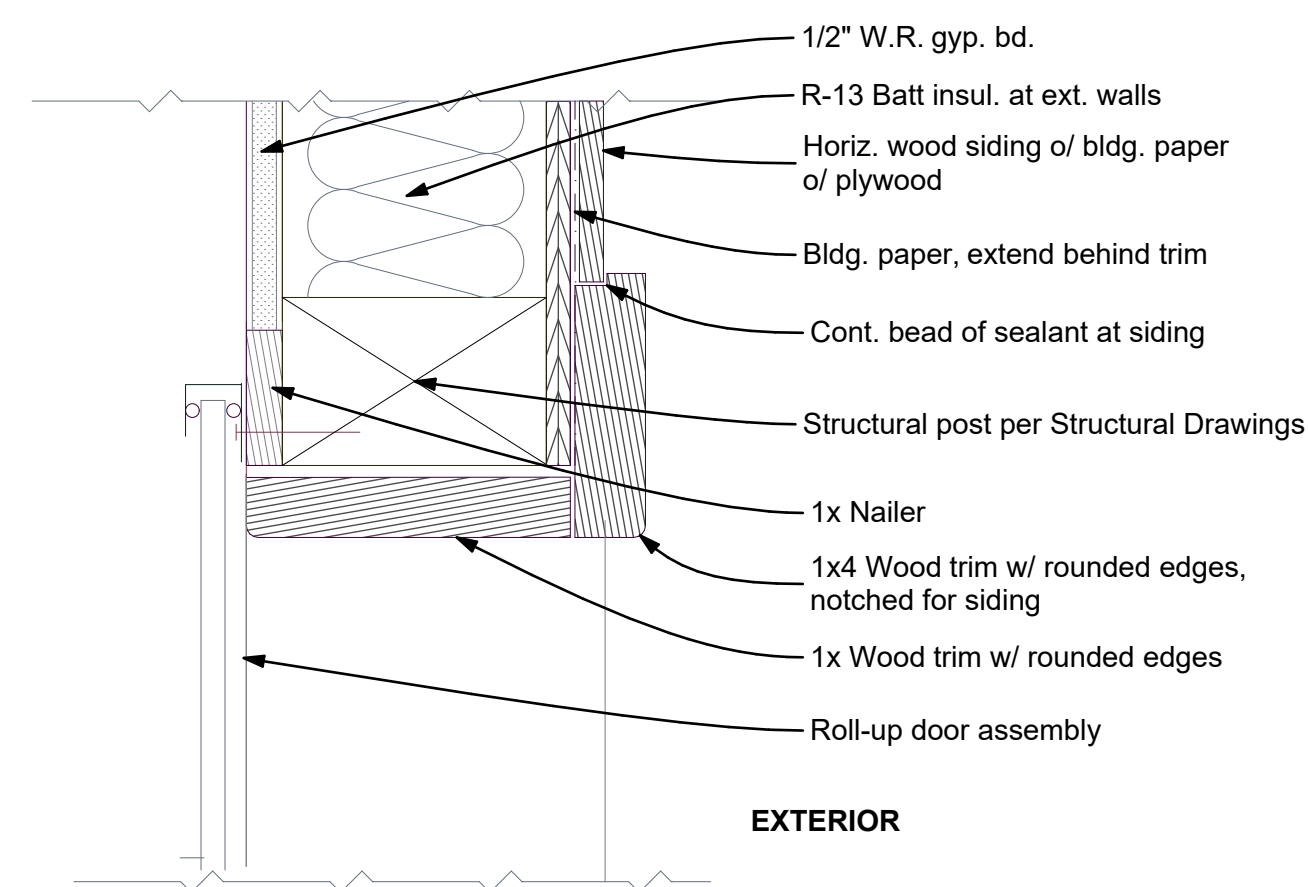 1/2" W.R. gyp. bd.
R-13 Batt insul. at ext. walls
Horiz. wood siding o/ bldg. paper
o/ plywood
Bldg. paper, extend behind trim
Cont. bead of sealant at siding
Structural post per Structural Drawings
1x Nailer
1x4 Wood trim w/ rounded edges,
notched for siding
1x Wood trim w/ rounded edges
Roll-up door assembly
EXTERIOR